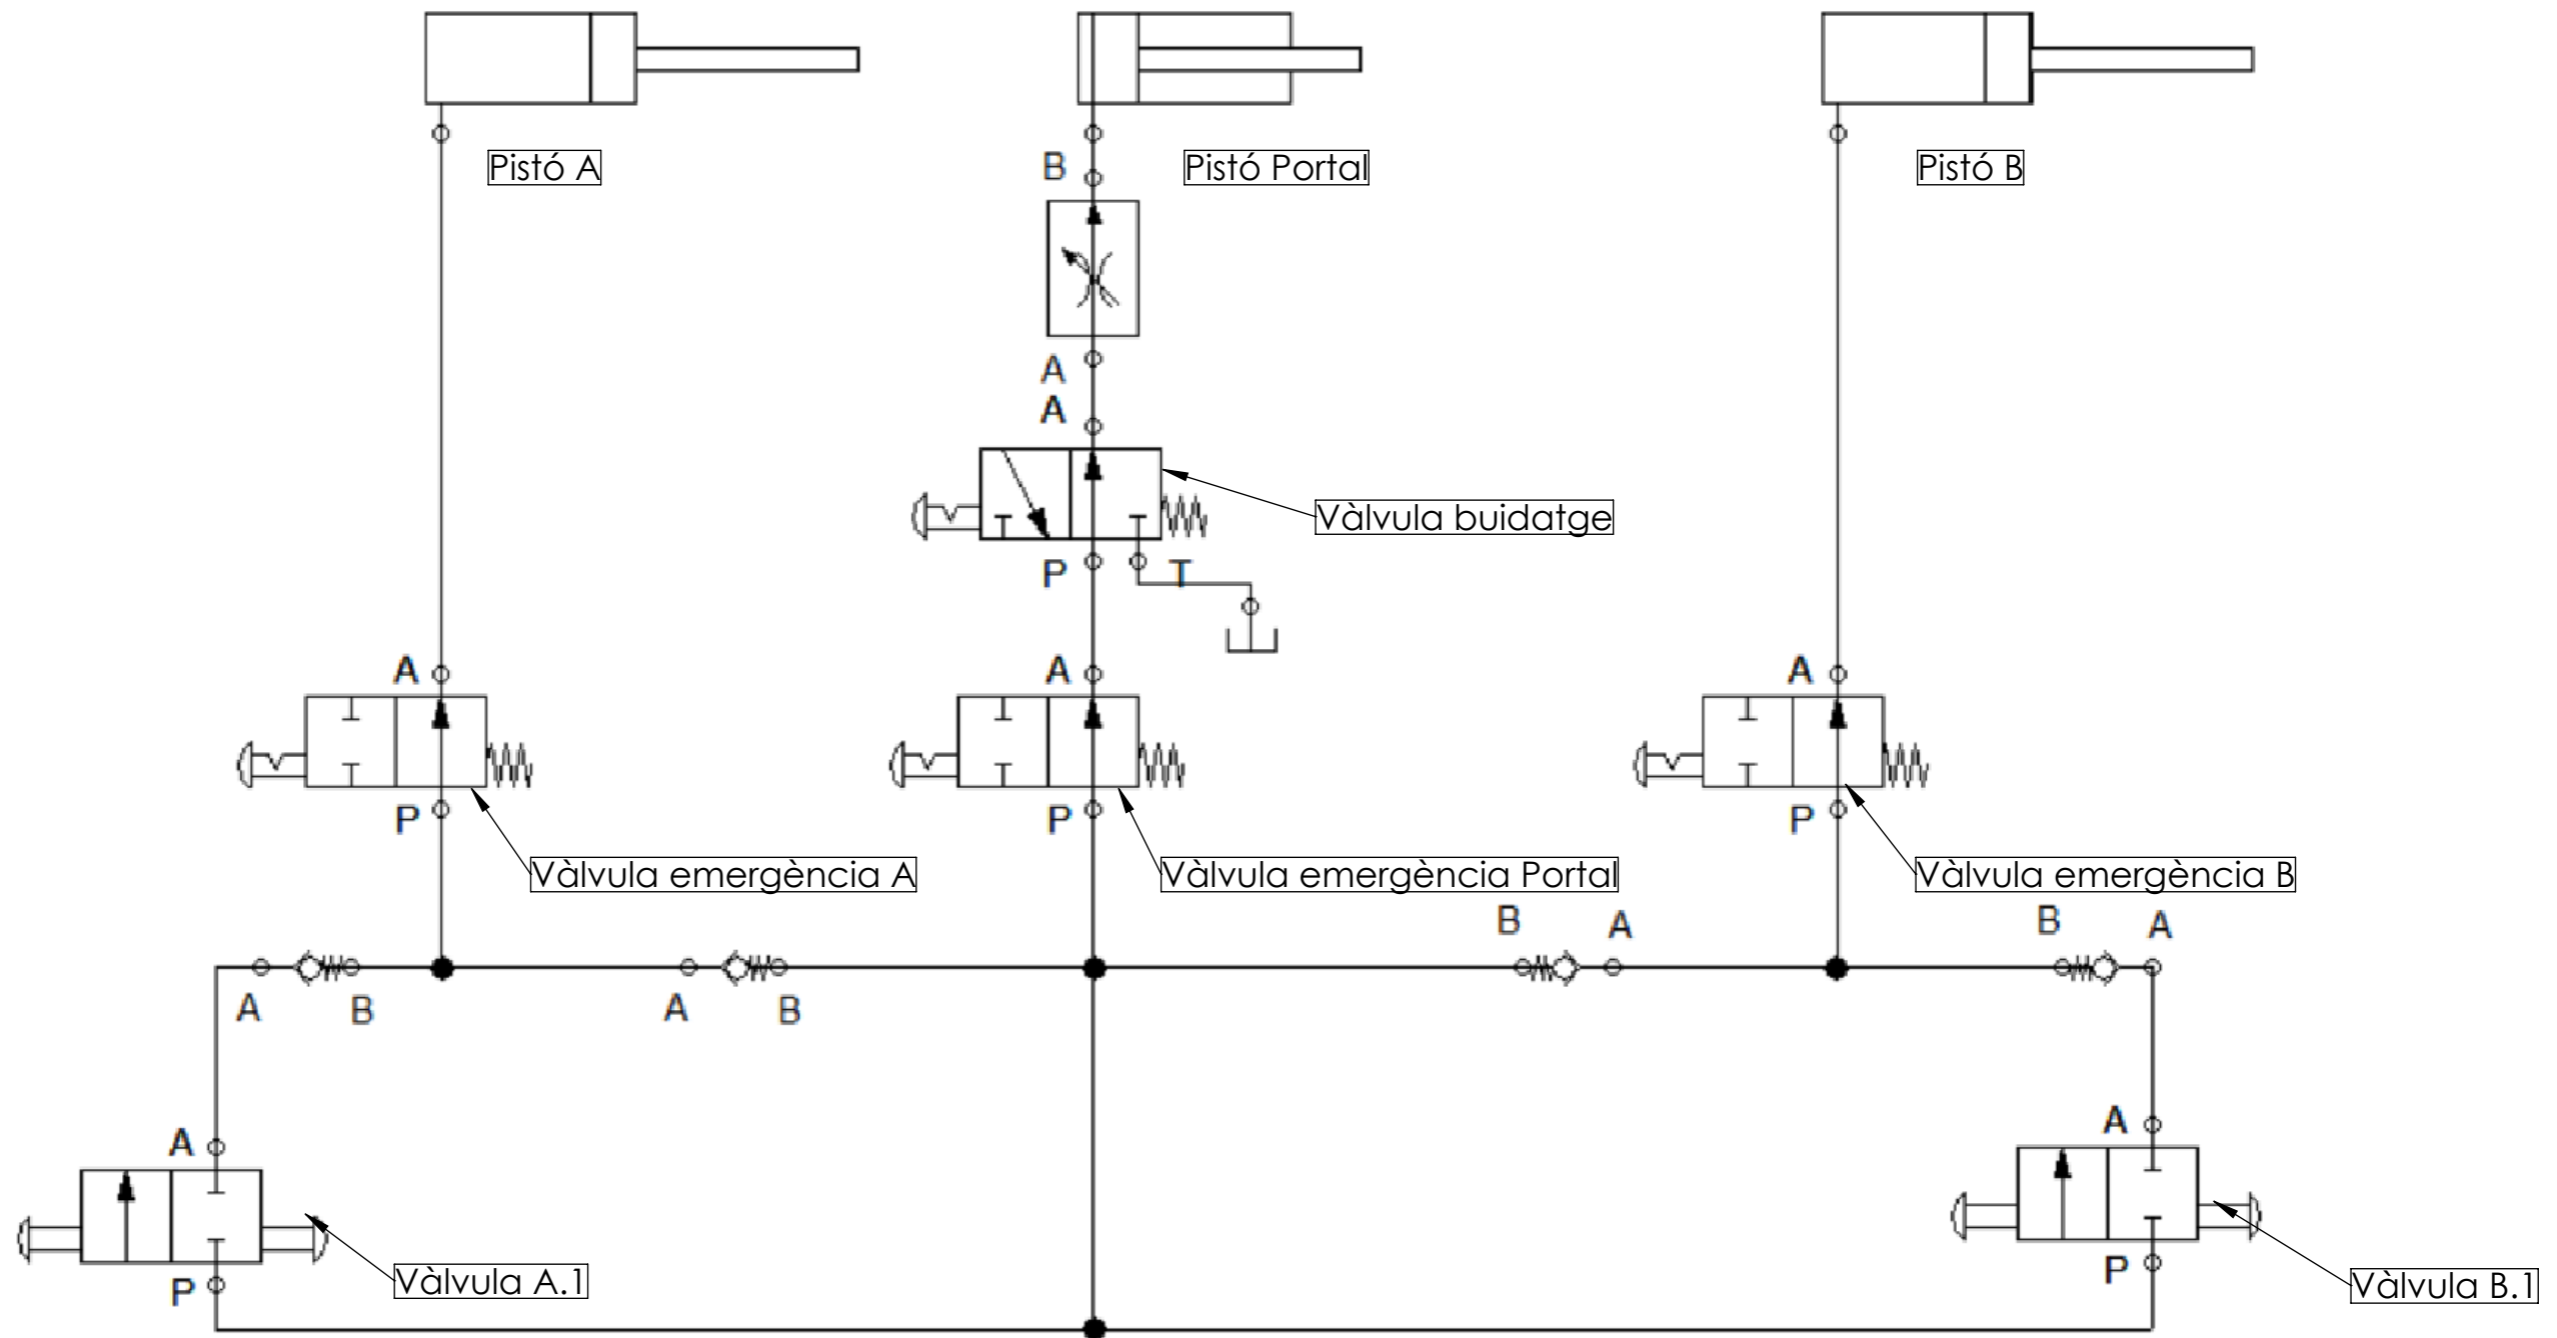 Pistó A
Pistó Portal
Pistó B
B
A
A
Vàlvula buidatge
P T
A
A
A
P
P
P
Vàlvula emergència A
Vàlvula emergència Portal
Vàlvula emergència B
B A
B A
A B
A B
A
A
P
P
Vàlvula A.1
Vàlvula B.1